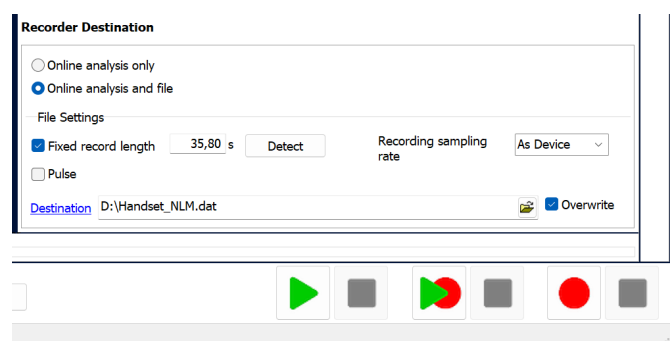 Recorder Destination
Online analysis only
Online analysis and file
File Settings
Fixed record length 35,80 s Detect Recording sampling rate As Device
Pulse
Destination D:\Handset_NLM.dat Overwrite